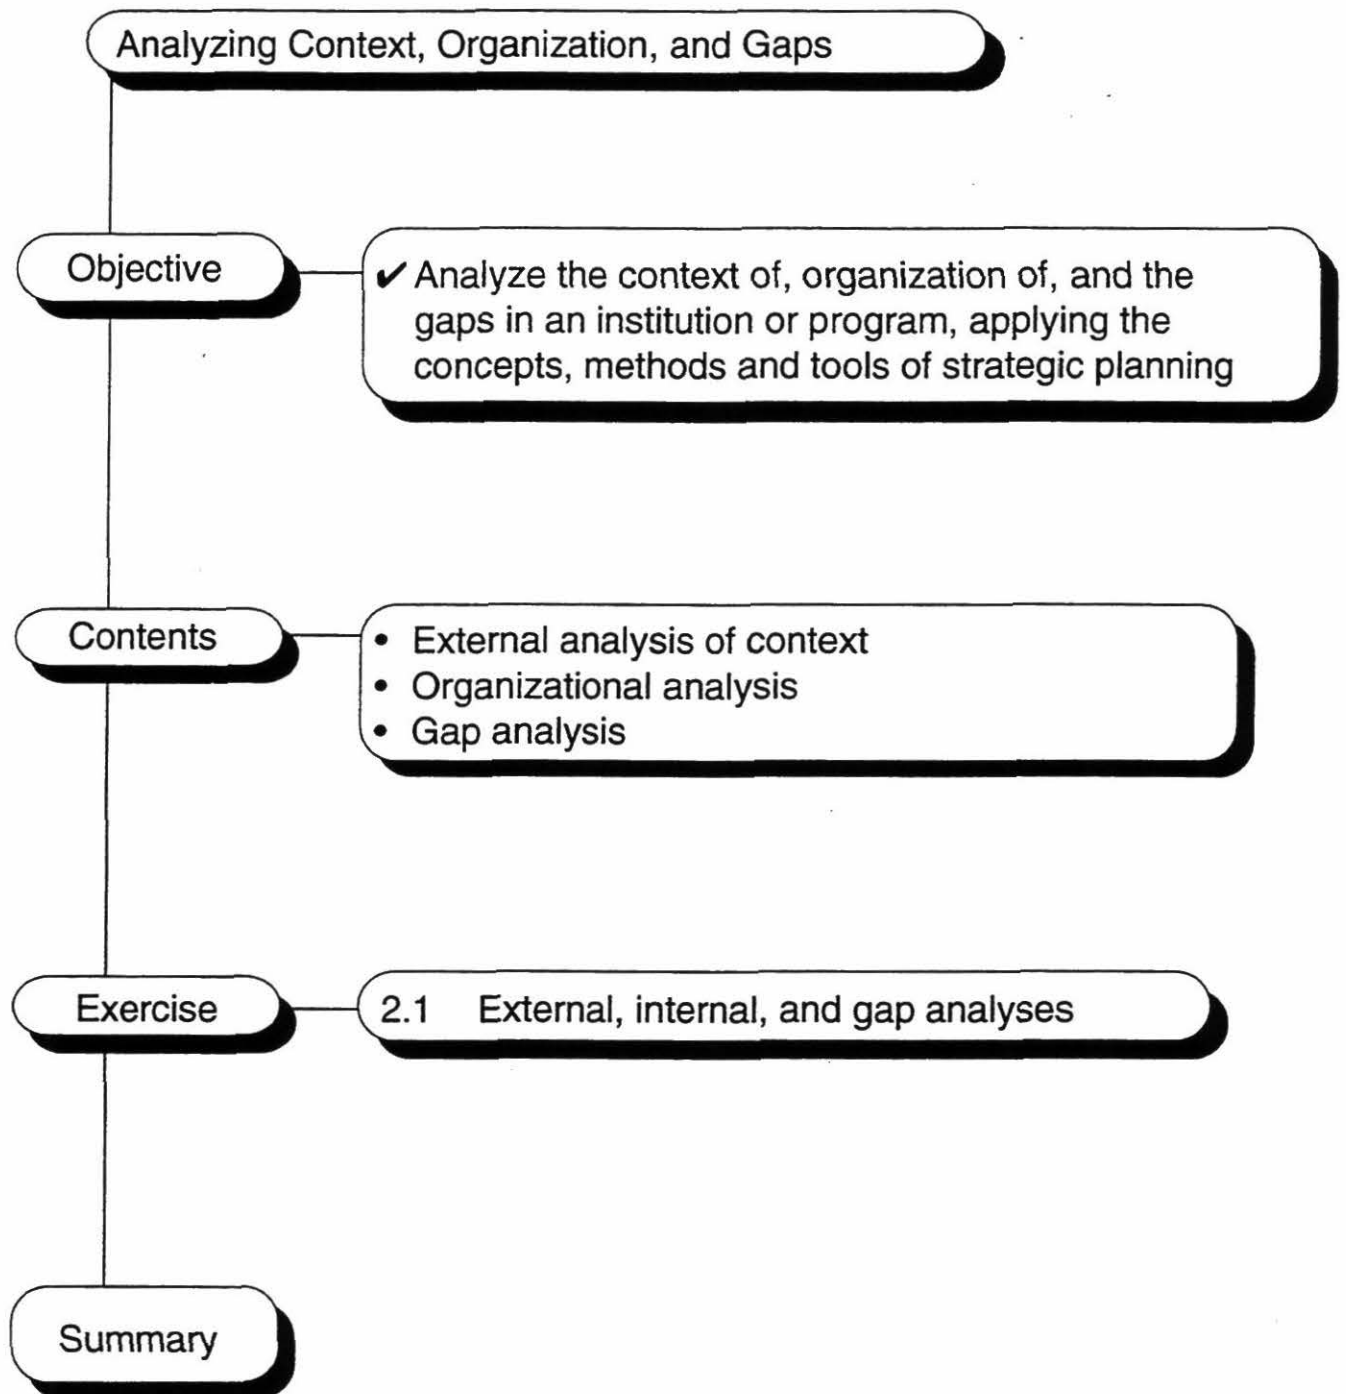 Analyzing Context, Organization, and Gaps
Objective
✔ Analyze the context of, organization of, and the
gaps in an institution or program, applying the
concepts, methods and tools of strategic planning
Contents
• External analysis of context
• Organizational analysis
• Gap analysis
Exercise
2.1 External, internal, and gap analyses
Summary